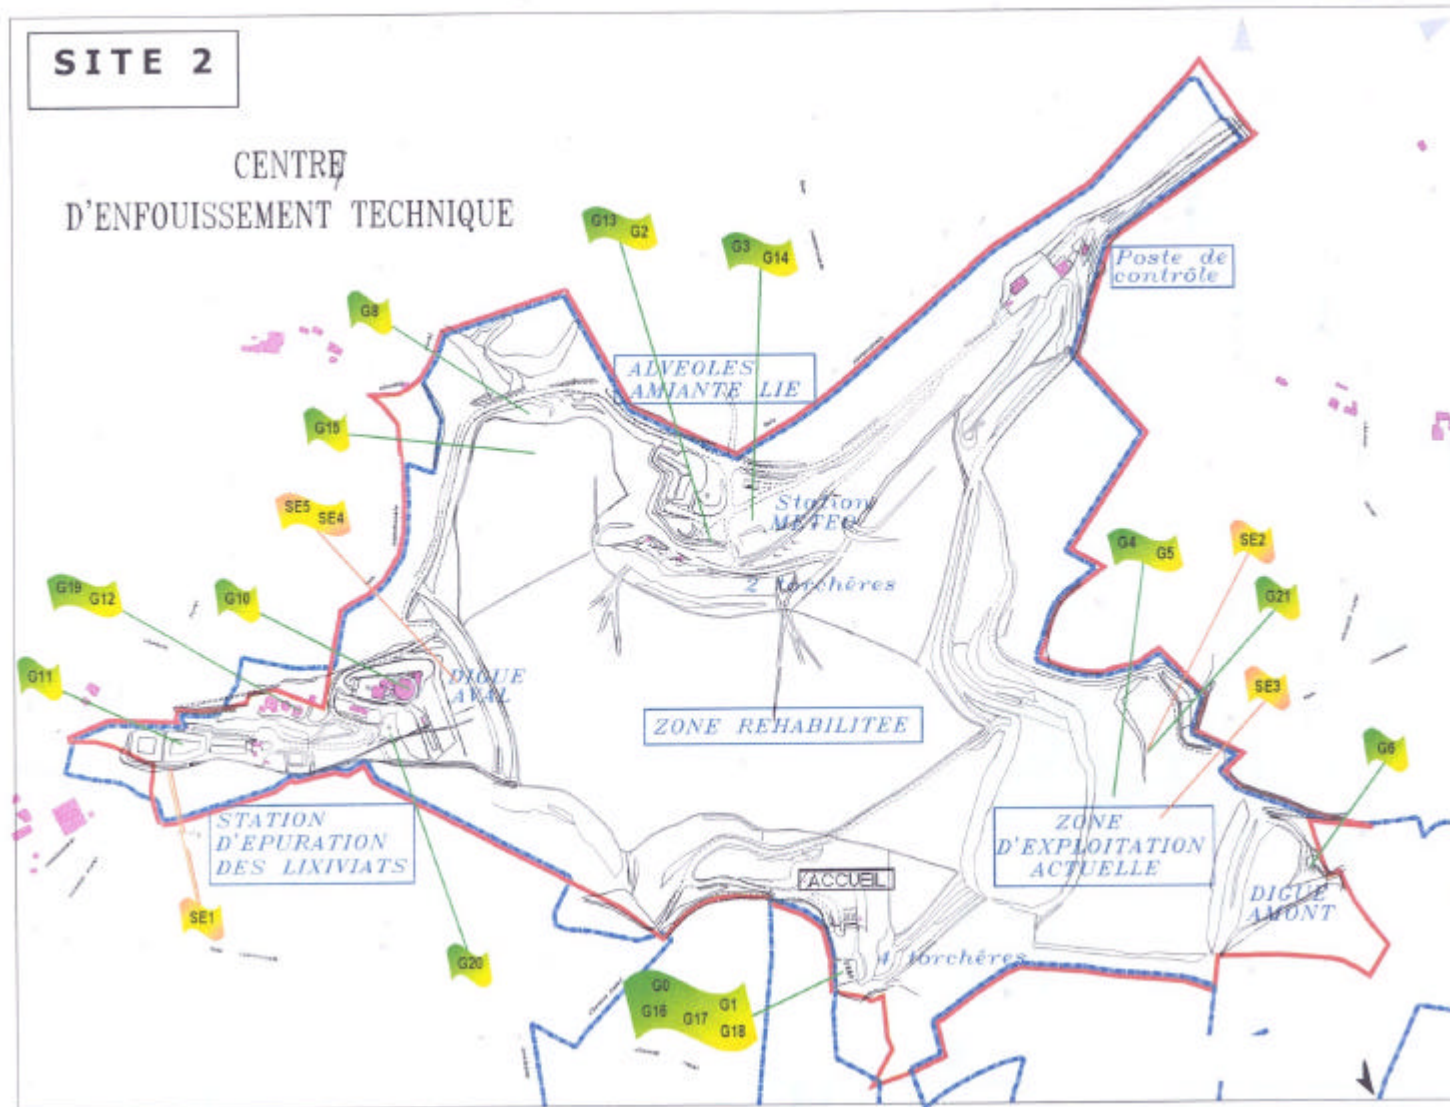 SITE 2
CENTRE
D'ENFOUISSEMENT TECHNIQUE
G13
G2
G3
G14
Poste de
contrôle
G8
ALVEOLES
AMIANTE LIE
G15
Station
METEO
SE5
SE4
G4
G5
SE2
2 torchères
G19
G12
G10
G21
G11
DIGUE
AVAL
SE3
ZONE REHABILITEE
G6
STATION
D'EPURATION
DES LIXIVIATS
ZONE
D'EXPLOITATION
ACTUELLE
ACCUEIL
DIGUE
AMONT
SE1
G20
4 torchères
G0
G1
G16
G17
G18